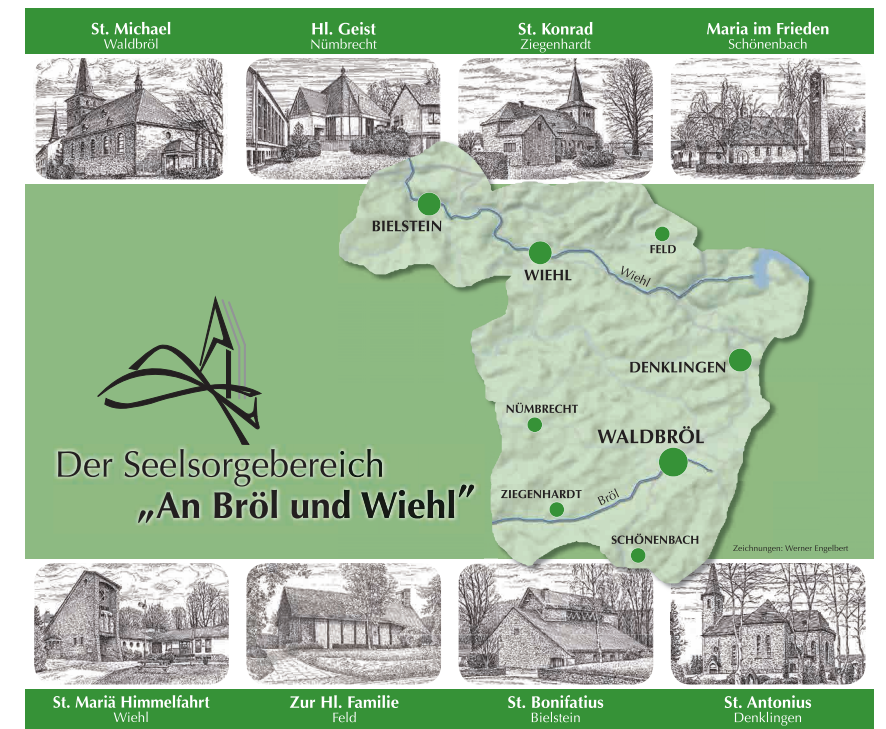 St. Michael
Waldbröl
Hl. Geist
Nümbrecht
St. Konrad
Ziegenhardt
Maria im Frieden
Schönenbach
BIELSTEIN
WIEHL
FELD
Wiehl
DENKLINGEN
NÜMBRECHT
WALDBRÖL
ZIEGENHARDT
Bröl
SCHÖNENBACH
Der Seelsorgebereich
„An Bröl und Wiehl”
Zeichnungen: Werner Engelbert
St. Mariä Himmelfahrt
Wiehl
Zur Hl. Familie
Feld
St. Bonifatius
Bielstein
St. Antonius
Denklingen